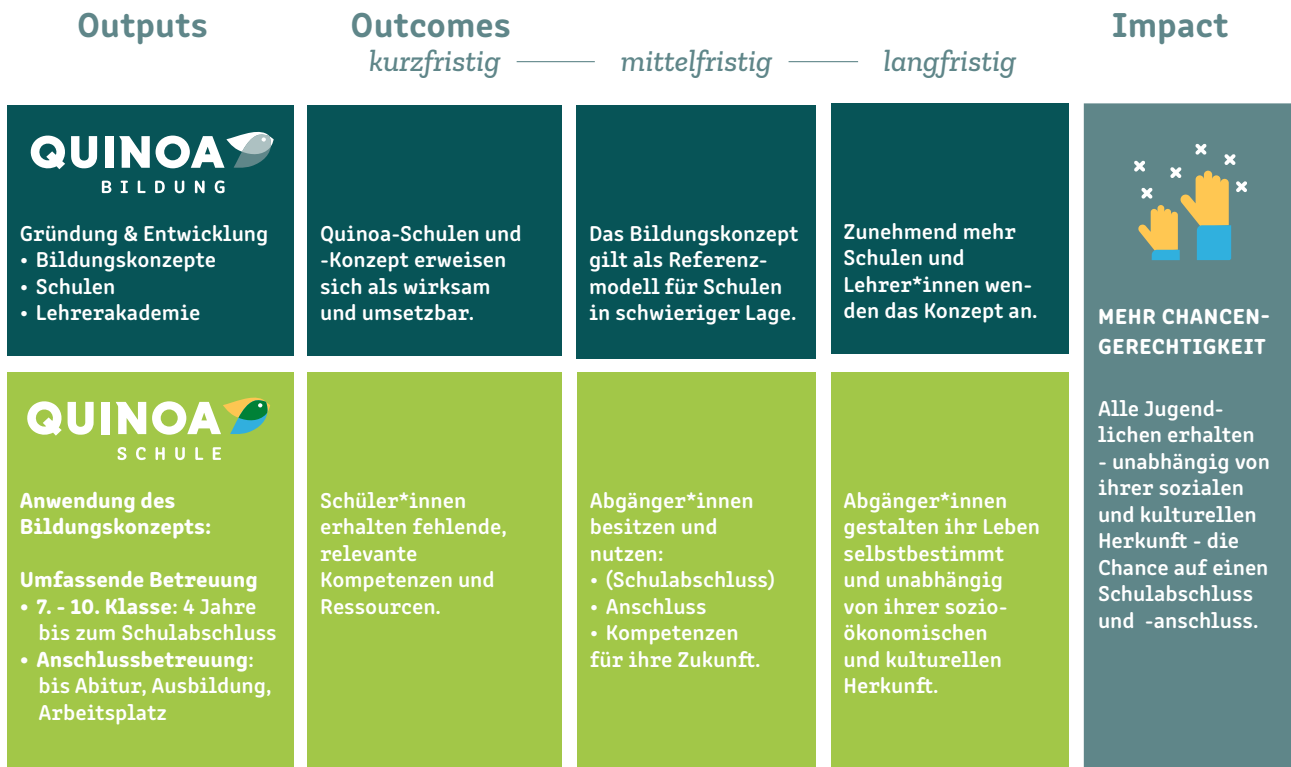 Outputs
Outcomes
kurzfristig
mittelfristig
langfristig
Impact
QUINOA
BILDUNG
Gründung & Entwicklung
• Bildungskonzepte
• Schulen
• Lehrerakademie
Quinoa-Schulen und
-Konzept erweisen
sich als wirksam
und umsetzbar.
Das Bildungskonzept
gilt als Referenz-
modell für Schulen
in schwieriger Lage.
Zunehmend mehr
Schulen und
Lehrer*innen wen-
den das Konzept an.
QUINOA
SCHULE
Anwendung des
Bildungskonzepts:
Umfassende Betreuung
• 7. - 10. Klasse: 4 Jahre
bis zum Schulabschluss
• Anschlussbetreuung:
bis Abitur, Ausbildung,
Arbeitsplatz
Schüler*innen
erhalten fehlende,
relevante
Kompetenzen und
Ressourcen.
Abgänger*innen
besitzen und
nutzen:
• (Schulabschluss)
• Anschluss
• Kompetenzen
für ihre Zukunft.
Abgänger*innen
gestalten ihr Leben
selbstbestimmt
und unabhängig
von ihrer sozio-
ökonomischen
und kulturellen
Herkunft.
MEHR CHANCEN-
GERECHTIGKEIT
Alle Jugend-
lichen erhalten
- unabhängig von
ihrer sozialen
und kulturellen
Herkunft - die
Chance auf einen
Schulabschluss
und -anschluss.